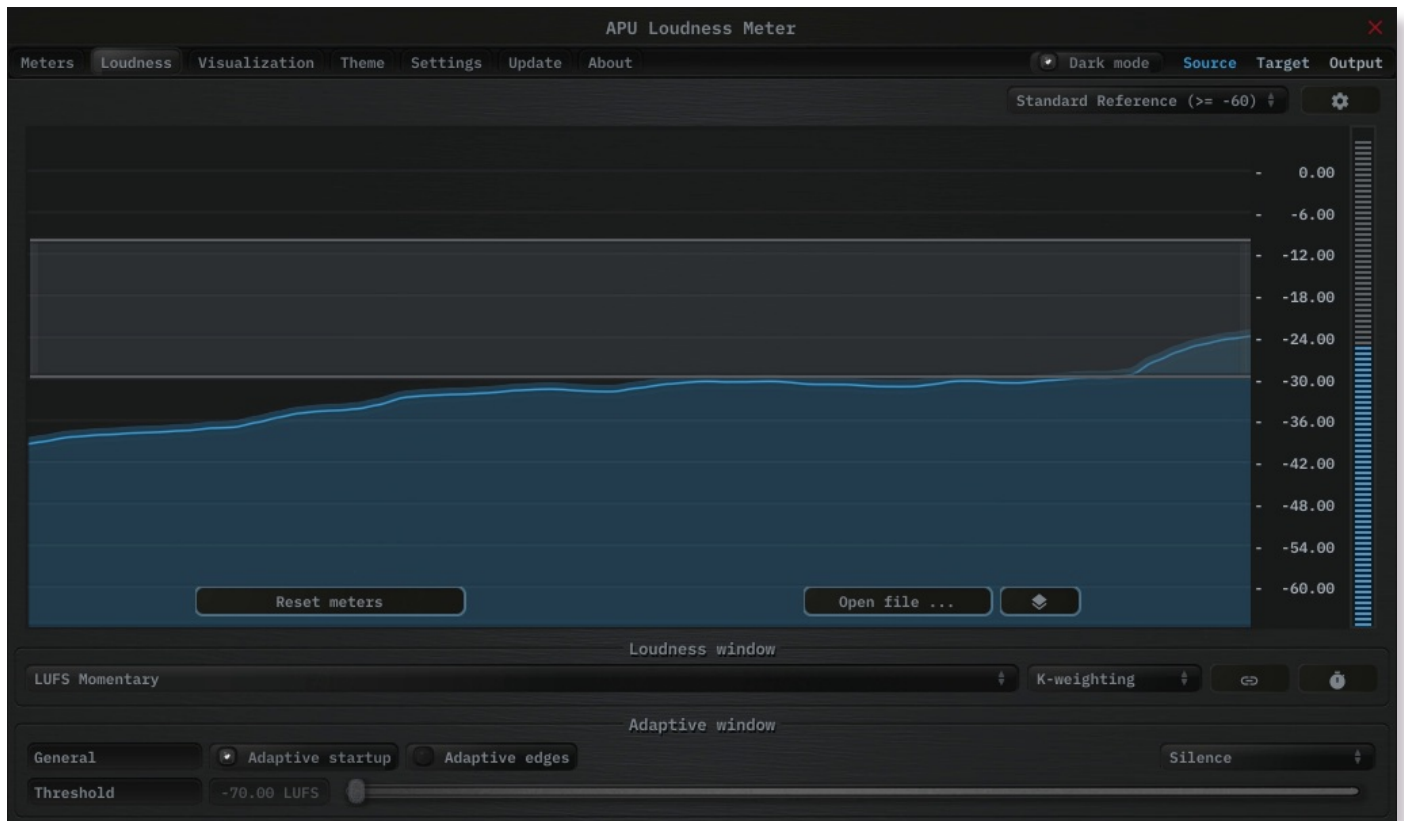 APU Loudness Meter
Meters Loudness Visualization Theme Settings Update About Dark mode Source Target Output
Standard Reference (>= -60)
- 0.00
- -6.00
- -12.00
- -18.00
- -24.00
- -30.00
- -36.00
- -42.00
- -48.00
- -54.00
- -60.00
Reset meters Open file ...
Loudness window
LUFS Momentary K-weighting
Adaptive window
General Adaptive startup Adaptive edges Silence
Threshold -70.00 LUFS